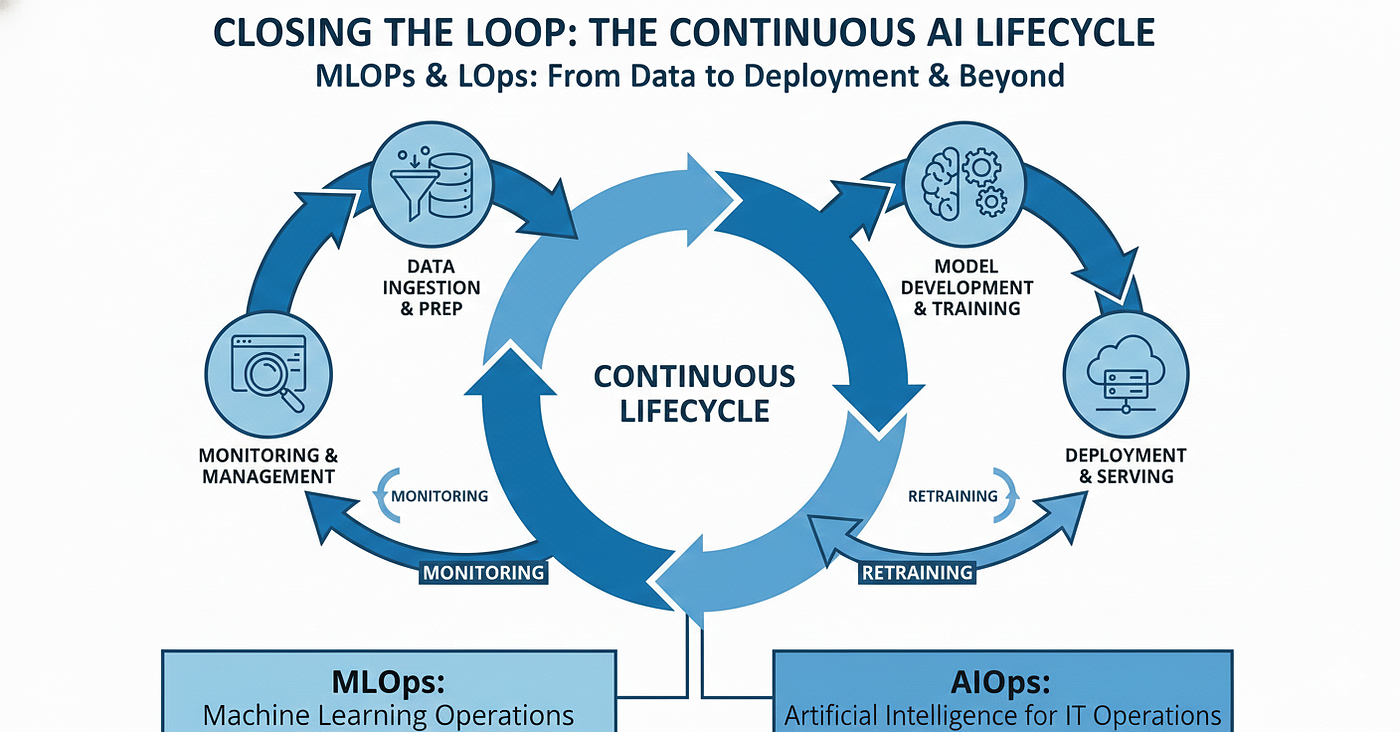 CLOSING THE LOOP: THE CONTINUOUS AI LIFECYCLE
MLOPs & LOps: From Data to Deployment & Beyond
DATA
INGESTION
& PREP
MODEL
DEVELOPMENT
& TRAINING
CONTINUOUS
LIFECYCLE
MONITORING &
MANAGEMENT
DEPLOYMENT
& SERVING
MONITORING
RETRAINING
MONITORING
RETRAINING
MLOps:
Machine Learning Operations
AIOps:
Artificial Intelligence for IT Operations